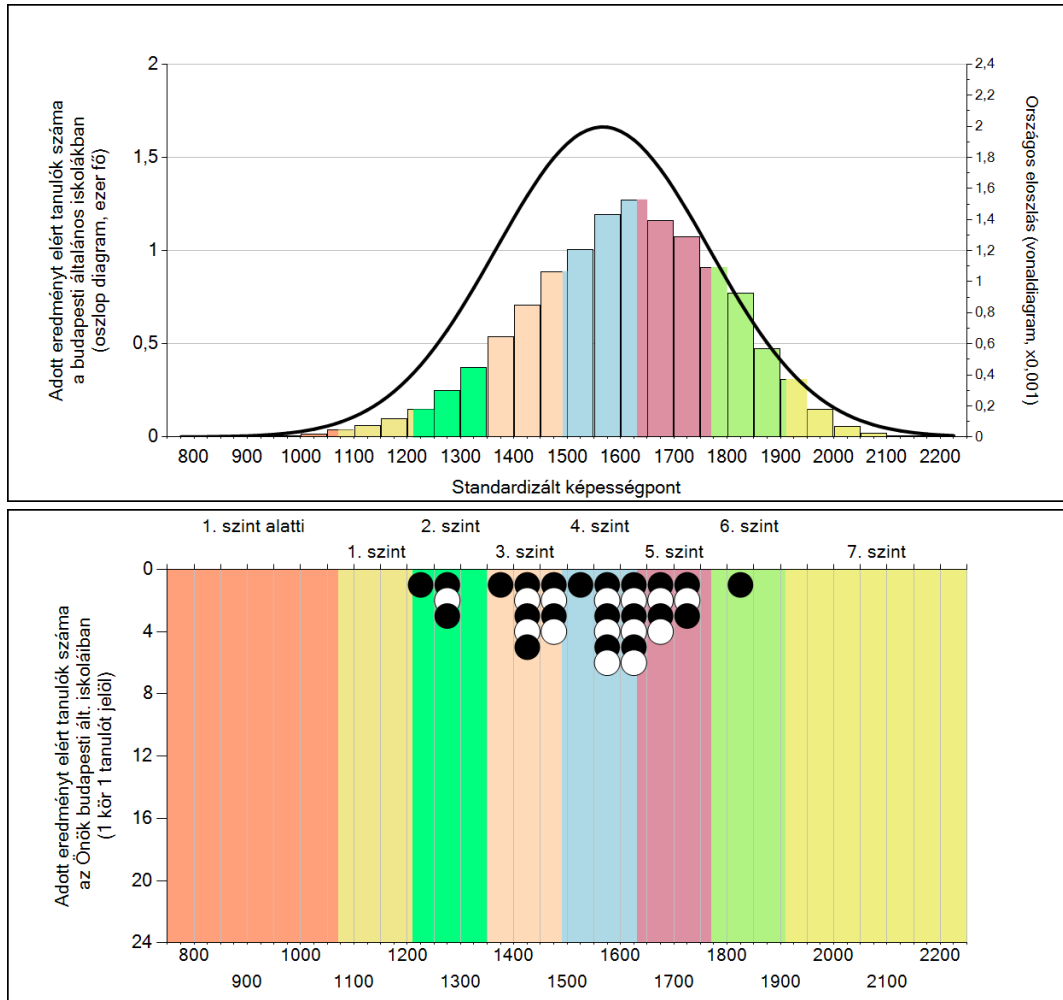 Adott eredményt elért tanulók száma
a budapesti általános iskolákban
(oszlop diagram, ezer fő)
2
1,5
1
0,5
0
2,4
2,2
2
1,8
1,6
1,4
1,2
1
0,8
0,6
0,4
0,2
0
Országos eloszlás (vonaldiagram, x0,001)
800 900 1000 1100 1200 1300 1400 1500 1600 1700 1800 1900 2000 2100 2200
Standardizált képességpont
1. szint alatti 2. szint 4. szint 6. szint
1. szint 3. szint 5. szint 7. szint
Adott eredményt elért tanulók száma
az Önök budapesti ált. iskoláiban
(1 kör 1 tanulót jelöl)
0
4
8
12
16
20
24
800 1000 1200 1400 1600 1800 2000 2200
900 1100 1300 1500 1700 1900 2100